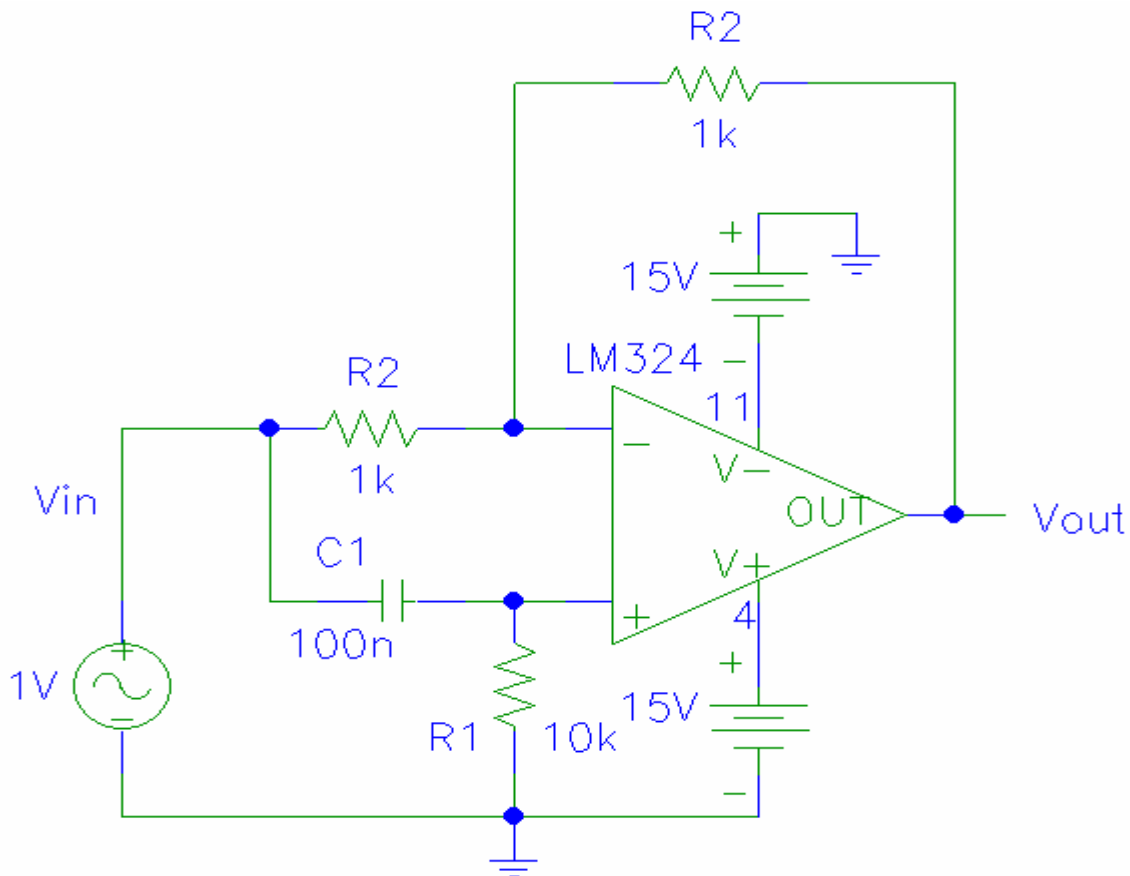 R2
1k
+
15V
−
LM324
11
R2
1k
−
V−
OUT
Vout
Vin
C1
100n
V+
+
4
+
1V
−
+
15V
−
R1
10k